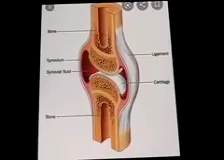 Bone
Ligament
Synovium
Synovial fluid
Cartilage
Bone